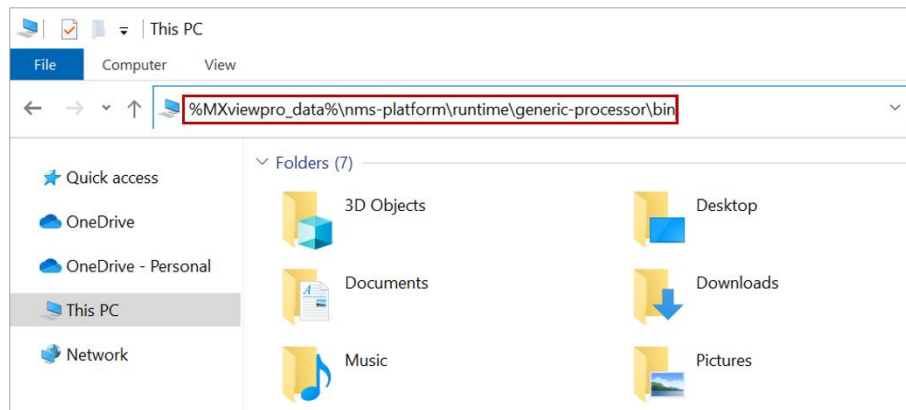 This PC
File Computer View
%MXviewpro_data%\nms-platform\runtime\generic-processor\bin
Quick access
OneDrive
OneDrive - Personal
This PC
Network
Folders (7)
3D Objects
Desktop
Documents
Downloads
Music
Pictures